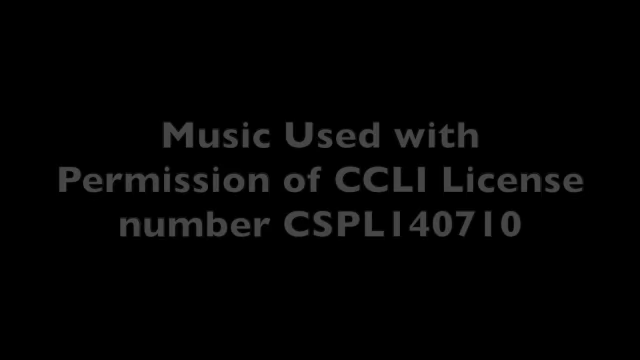 Music Used with
Permission of CCLI License
number CSPL140710